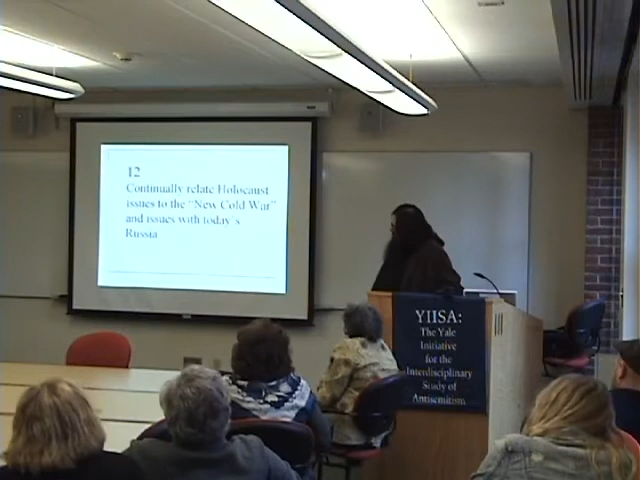 12
Continually relate Holocaust
issues to the "New Cold War"
and issues with today's
Russia
YIISA:
The Yale
Initiative
for the
Interdisciplinary
Study of
Antisemitism